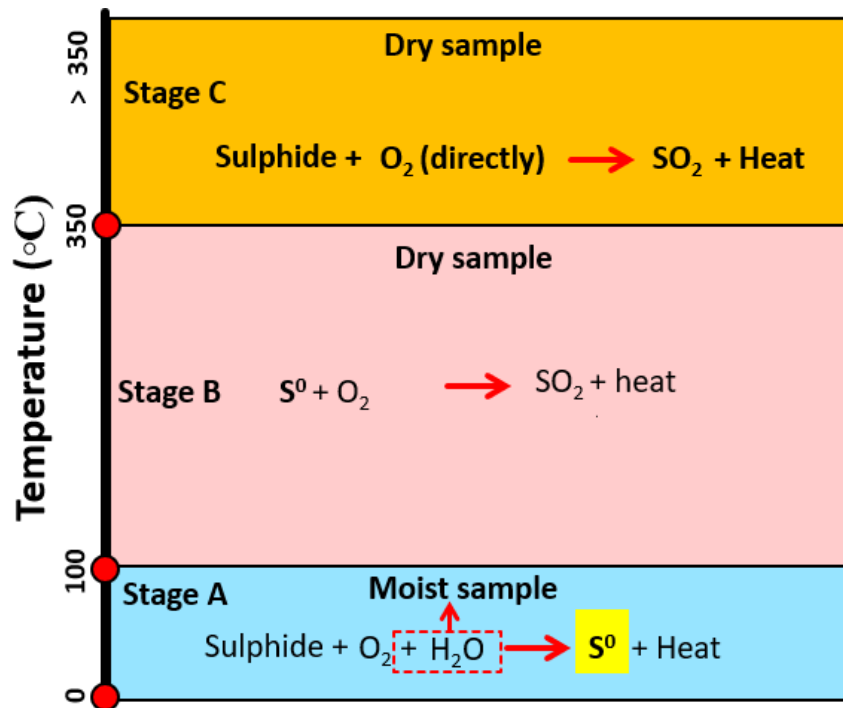 Temperature (°C)
> 350
350
100
0
Dry sample
Stage C
Sulphide + O₂ (directly) → SO₂ + Heat
Dry sample
Stage B S⁰ + O₂ → SO₂ + heat
Stage A
Moist sample
Sulphide + O₂ + H₂O → S⁰ + Heat